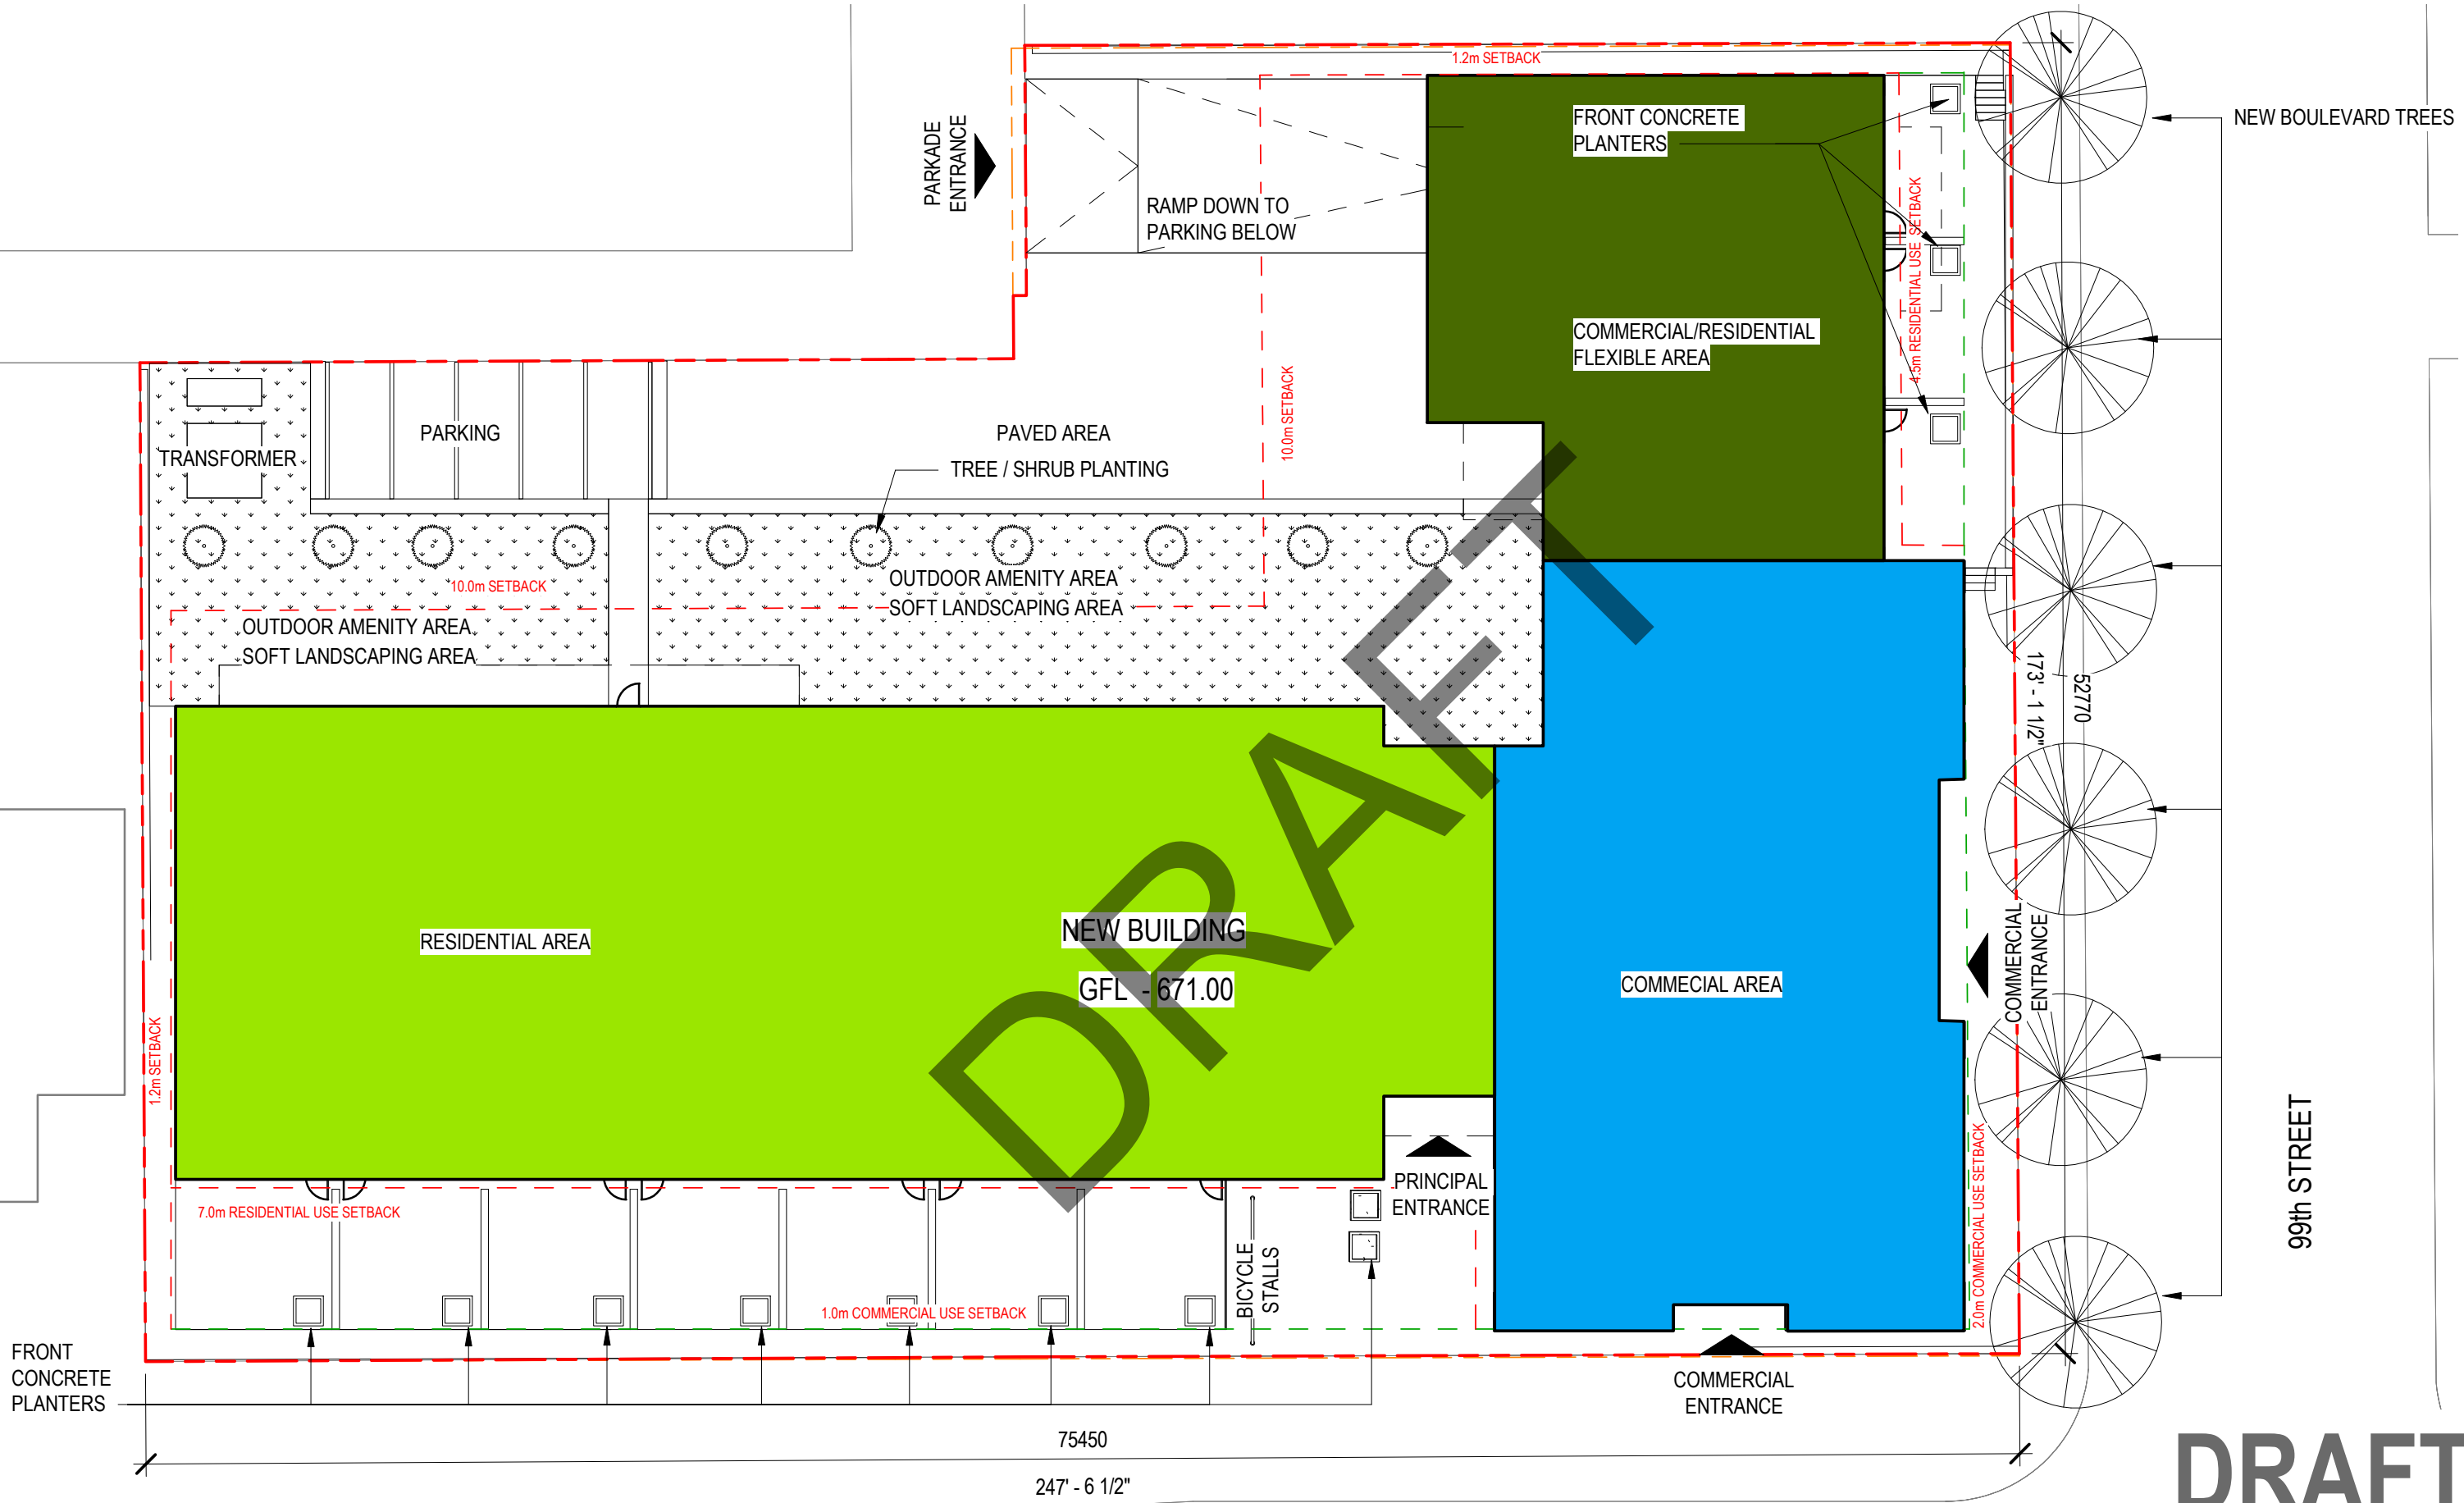 1.2m SETBACK
NEW BOULEVARD TREES
PARKADE
ENTRANCE
FRONT CONCRETE
PLANTERS
RAMP DOWN TO
PARKING BELOW
4.5m RESIDENTIAL USE SETBACK
COMMERCIAL/RESIDENTIAL
FLEXIBLE AREA
10.0m SETBACK
PARKING
PAVED AREA
TRANSFORMER
TREE / SHRUB PLANTING
10.0m SETBACK
OUTDOOR AMENITY AREA
SOFT LANDSCAPING AREA
OUTDOOR AMENITY AREA
SOFT LANDSCAPING AREA
173' - 1 1/2"
52770
DRAFT
RESIDENTIAL AREA
NEW BUILDING
GFL - 671.00
COMMECIAL AREA
COMMERCIAL
ENTRANCE
1.2m SETBACK
2.0m COMMERCIAL USE SETBACK
99th STREET
PRINCIPAL
ENTRANCE
7.0m RESIDENTIAL USE SETBACK
BICYCLE
STALLS
1.0m COMMERCIAL USE SETBACK
FRONT
CONCRETE
PLANTERS
COMMERCIAL
ENTRANCE
75450
247' - 6 1/2"
DRAFT